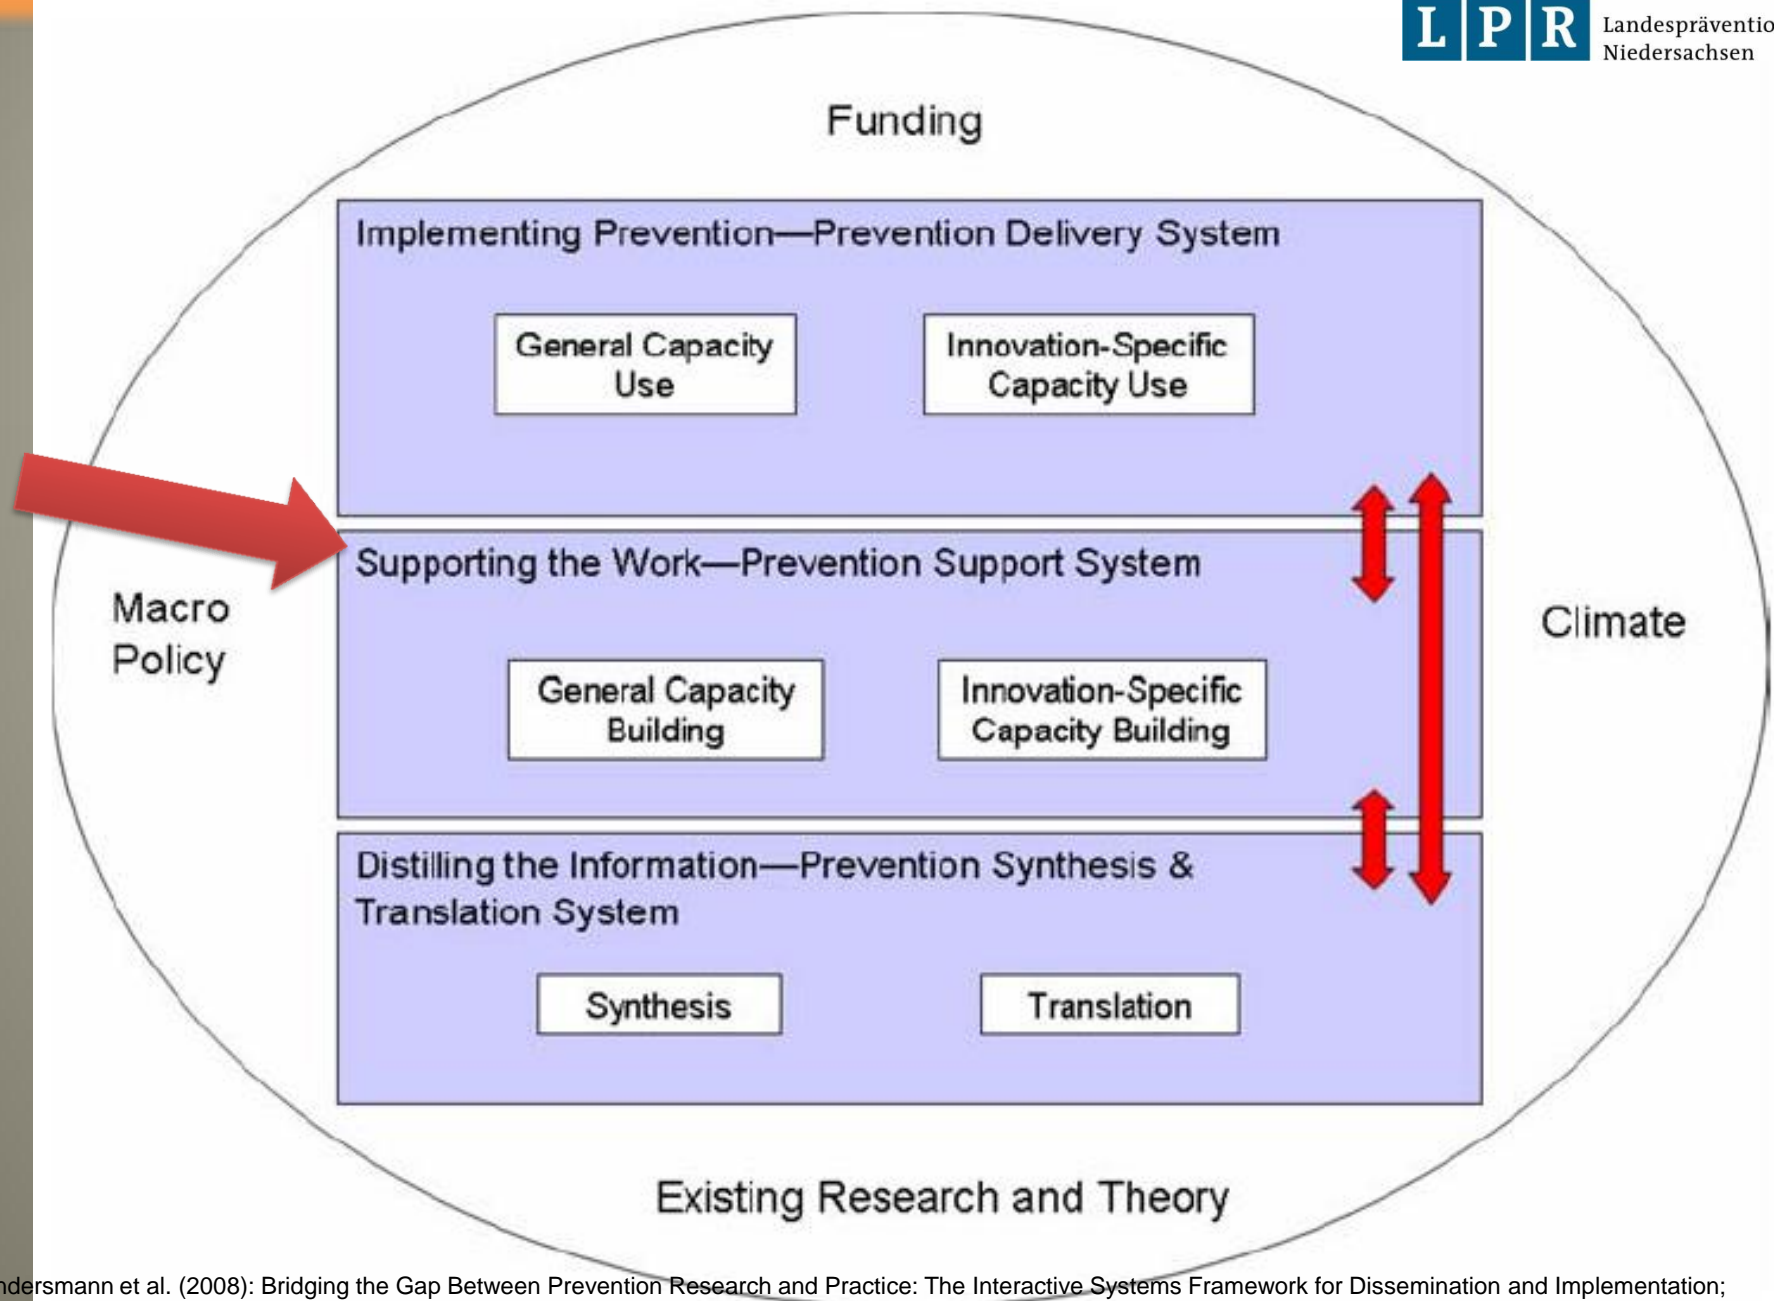 L P R
Landespräventio
Niedersachsen
Funding
Implementing Prevention—Prevention Delivery System
General Capacity
Use
Innovation-Specific
Capacity Use
Supporting the Work—Prevention Support System
Macro
Policy
Climate
General Capacity
Building
Innovation-Specific
Capacity Building
Distilling the Information—Prevention Synthesis &
Translation System
Synthesis
Translation
Existing Research and Theory
ndersmann et al. (2008): Bridging the Gap Between Prevention Research and Practice: The Interactive Systems Framework for Dissemination and Implementation;